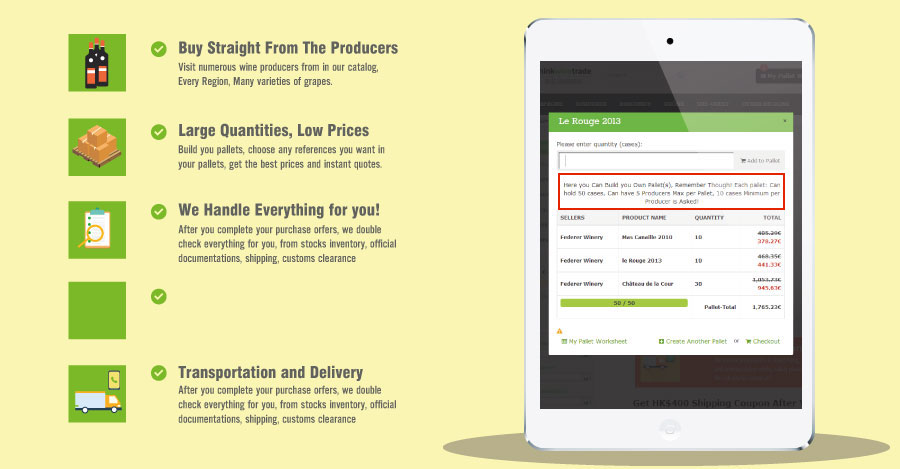 Buy Straight From The Producers
Visit numerous wine producers from in our catalog,
Every Region, Many varieties of grapes.
Large Quantities, Low Prices
Build you pallets, choose any references you want in
your pallets, get the best prices and instant quotes.
We Handle Everything for you!
After you complete your purchase offers, we double
check everything for you, from stocks inventory, official
documentations, shipping, customs clearance
Transportation and Delivery
After you complete your purchase offers, we double
check everything for you, from stocks inventory, official
documentations, shipping, customs clearance
My Pallet
Le Rouge 2013 ×
Please enter quantity (cases):
Add to Pallet
Here you Can Build you Own Palet(s), Remember Thought Each palet: Can
hold 50 cases, Can have 5 Producers Max per Pallet, 10 cases Minimum per
Producer is Asked!
SELLERS PRODUCT NAME QUANTITY TOTAL
Federer Winery Mas Canaille 2010 10 405.29€ 378.27€
Federer Winery le Rouge 2013 10 468.35€ 441.33€
Federer Winery Château de la Cour 30 1,053.73€ 945.63€
50 / 50 Pallet-Total 1,765.23€
My Pallet Worksheet Create Another Pallet or Checkout
Get HK$400 Shipping Coupon After